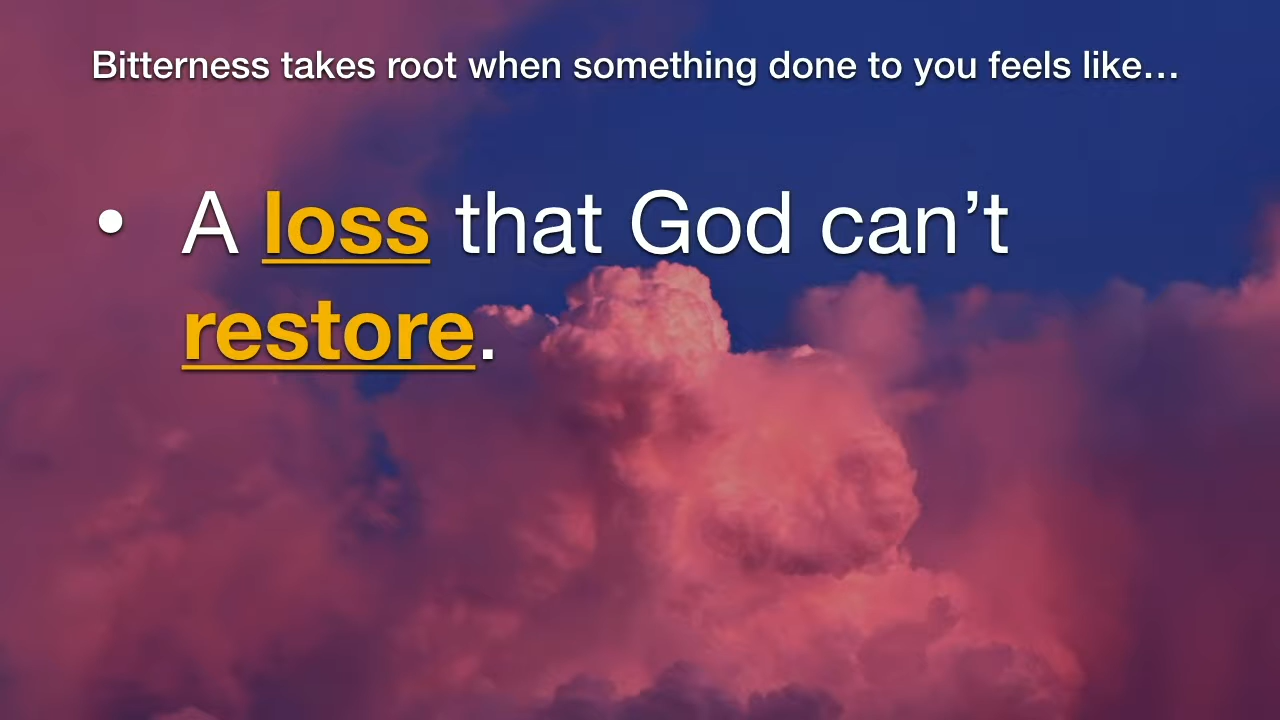 Bitterness takes root when something done to you feels like…
• A loss that God can’t
restore.